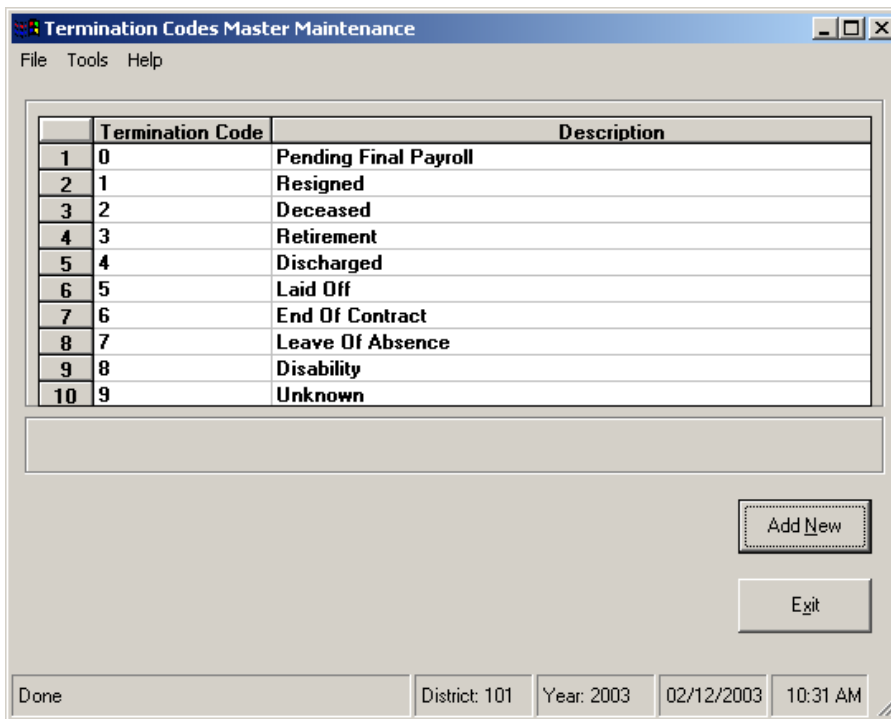 Termination Codes Master Maintenance
File Tools Help
Termination Code Description
1 0 Pending Final Payroll
2 1 Resigned
3 2 Deceased
4 3 Retirement
5 4 Discharged
6 5 Laid Off
7 6 End Of Contract
8 7 Leave Of Absence
9 8 Disability
10 9 Unknown
Add New
Exit
Done District: 101 Year: 2003 02/12/2003 10:31 AM